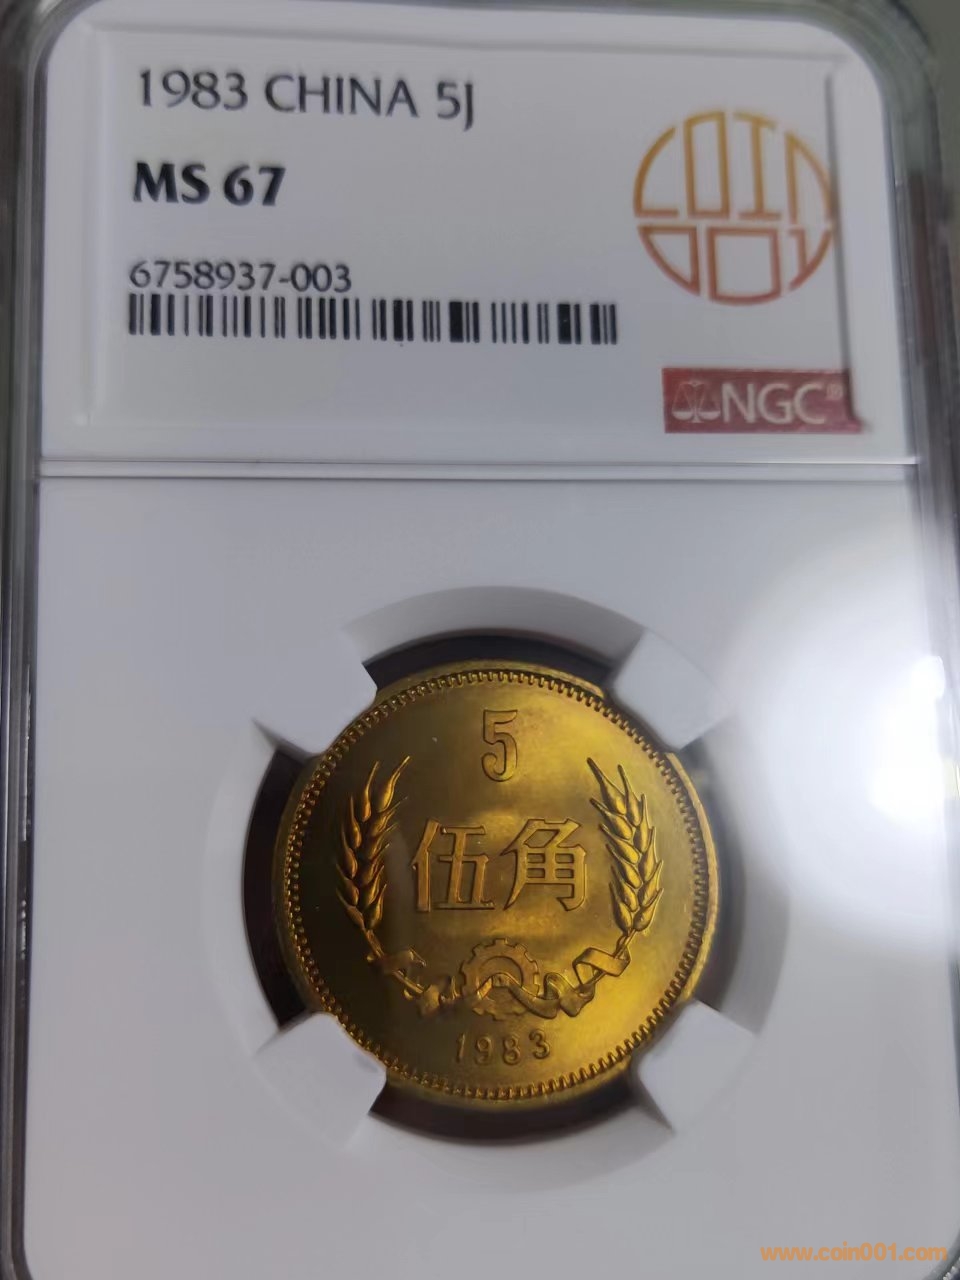 1983 CHINA 5J
MS 67
6758937-003
COIN
001
NGC®
5
伍角
1983
www.coin001.com